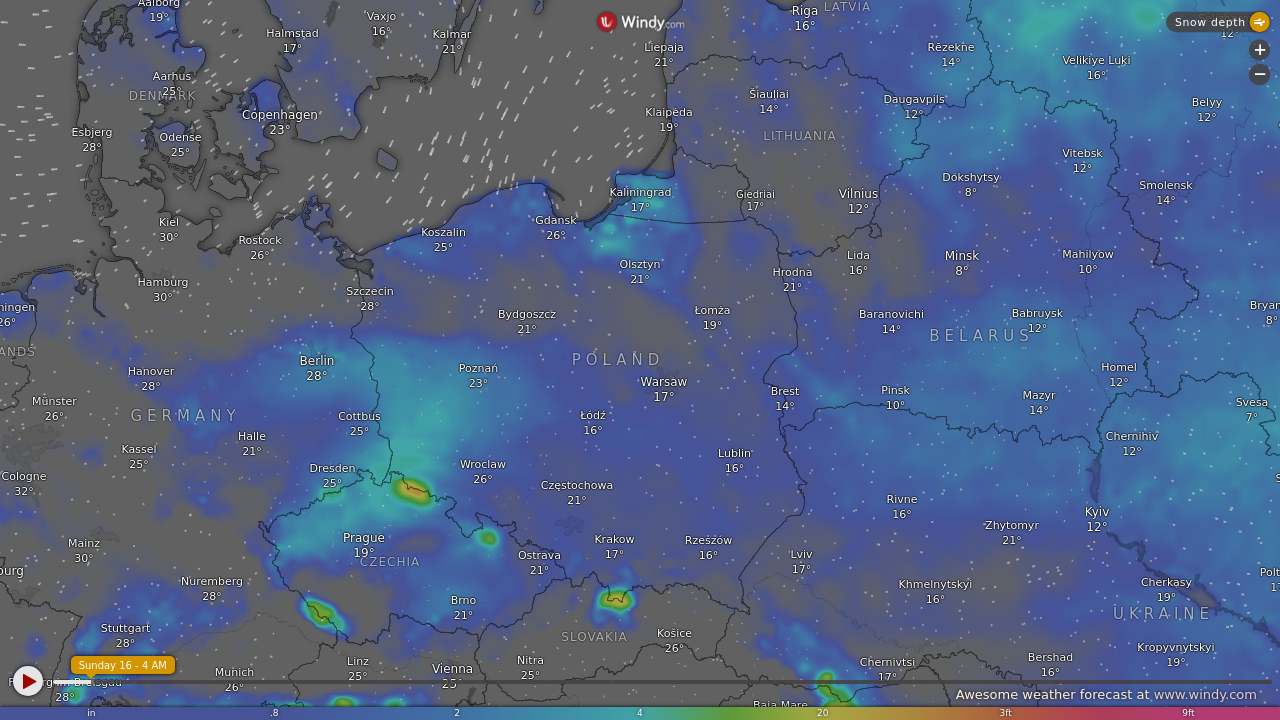 Aalborg
19°
Vaxjo
16°
Halmstad
17°
Kalmar
21°
Windy.com
Liepaja
21°
Riga
16°
LATVIA
Snow depth
12°
Rēzekne
14°
Velikiye Luki
16°
+
−
Aarhus
25°
DENMARK
Copenhagen
23°
Esbjerg
28°
Odense
25°
Klaipėda
19°
Šiauliai
14°
LITHUANIA
Daugavpils
12°
Belyy
12°
Vitebsk
12°
Dokshytsy
8°
Smolensk
14°
Kaliningrad
17°
Giedriai
17°
Vilnius
12°
Kiel
30°
Rostock
26°
Koszalin
25°
Gdansk
26°
Olsztyn
21°
Hrodna
21°
Lida
16°
Minsk
8°
Mahilyow
10°
Hamburg
30°
Szczecin
28°
Bydgoszcz
21°
Łomża
19°
Baranovichi
14°
BELARUS
Babruysk
12°
8°
26°
ANDS
Berlin
28°
Hanover
28°
Münster
26°
GERMANY
Poznań
23°
POLAND
Warsaw
17°
Brest
14°
Pinsk
10°
Homel
12°
Mazyr
14°
Svesa
7°
Cottbus
25°
Łódź
16°
Halle
21°
Kassel
25°
Chernihiv
12°
Cologne
32°
Dresden
25°
Wroclaw
26°
Lublin
16°
Częstochowa
21°
Rivne
16°
Kyiv
12°
Zhytomyr
21°
Mainz
30°
Prague
19°
CZECHIA
Ostrava
21°
Krakow
17°
Rzeszów
16°
Lviv
17°
Nuremberg
28°
Khmelnytskyi
16°
Cherkasy
19°
Brno
21°
UKRAINE
Stuttgart
28°
SLOVAKIA
Košice
26°
Kropyvnytskyi
19°
Sunday 16 - 4 AM
Munich
26°
Linz
25°
Vienna
25
Nitra
25°
Chernivtsi
17°
Bershad
16°
28°
Baia Mare
Awesome weather forecast at www.windy.com
in
.8
2
4
20
3ft
9ft